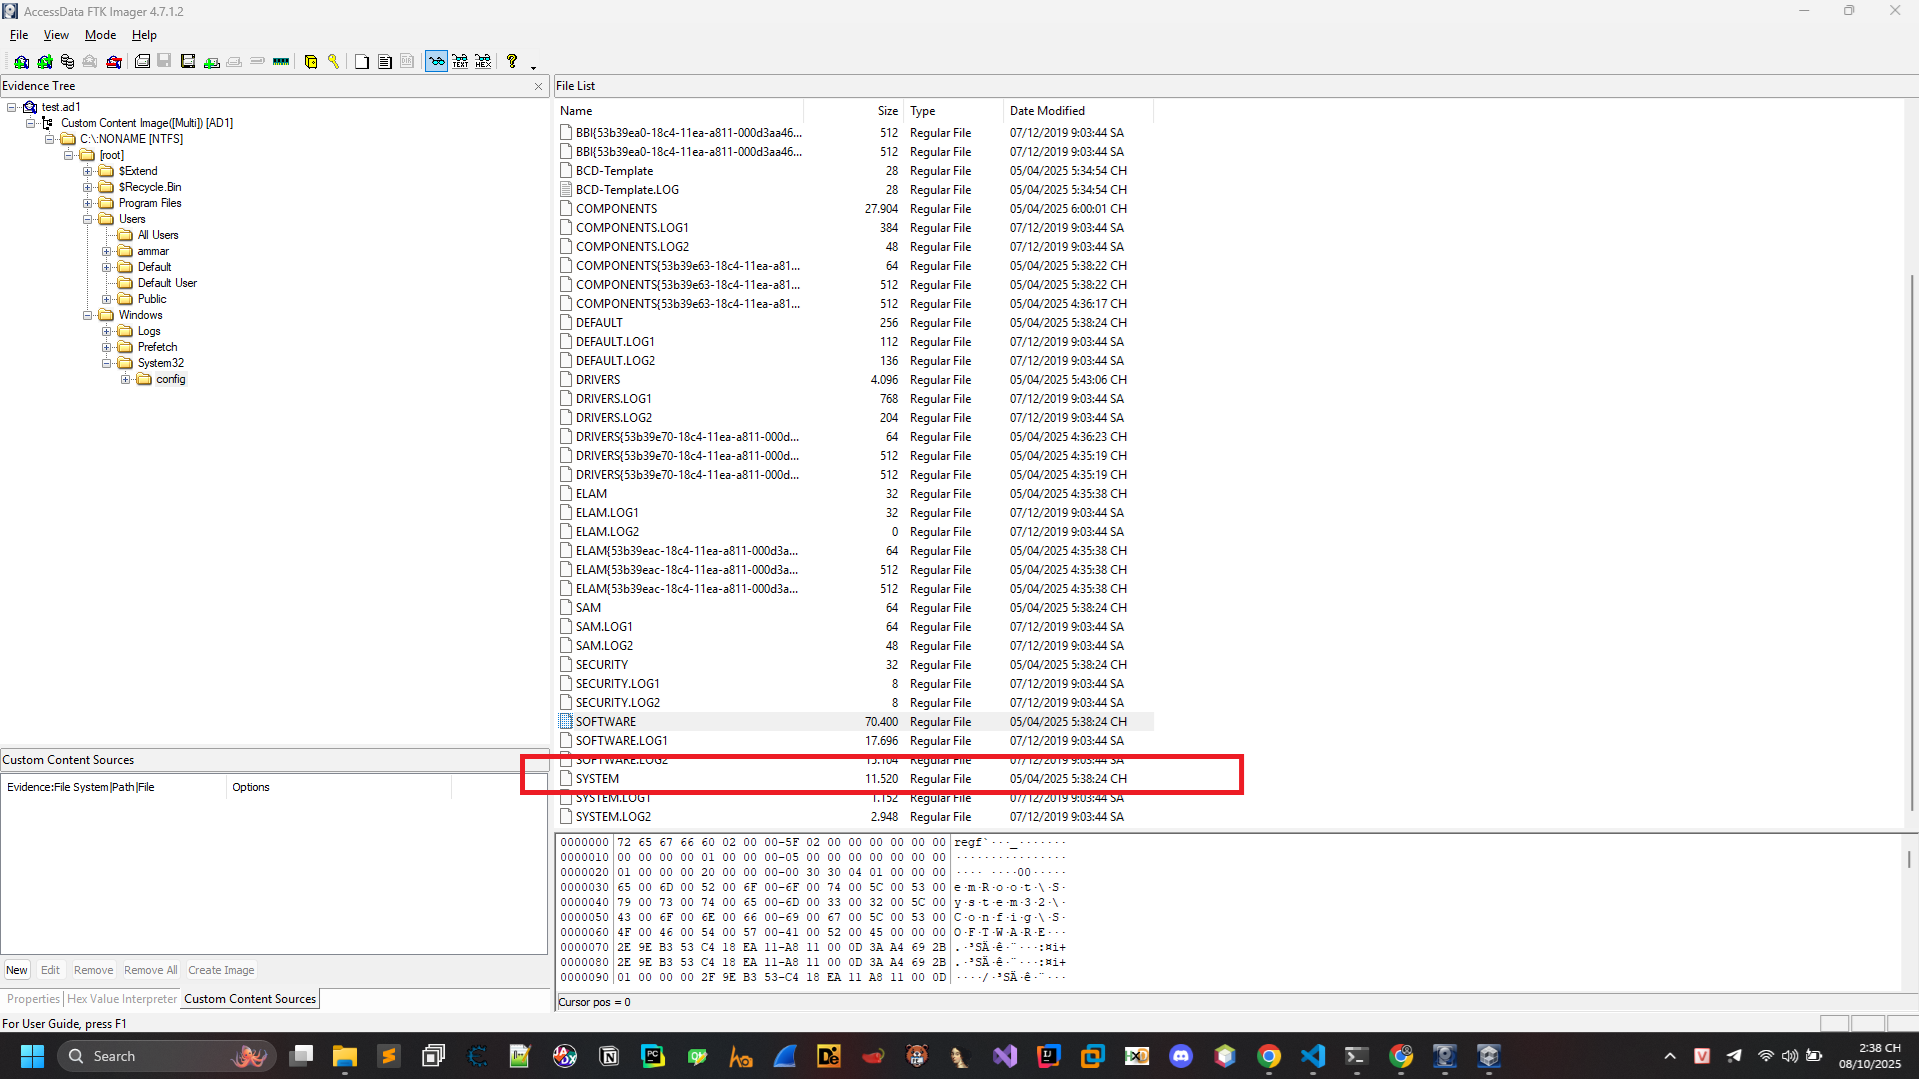 AccessData FTK Imager 4.7.1.2
File View Mode Help
Evidence Tree
test.ad1
Custom Content Image([Multi]) [AD1]
C:\:NONAME [NTFS]
[root]
$Extend
$Recycle.Bin
Program Files
Users
All Users
ammar
Default
Default User
Public
Windows
Logs
Prefetch
System32
config
Custom Content Sources
Evidence:File System|Path|File Options
New Edit Remove Remove All Create Image
Properties Hex Value Interpreter Custom Content Sources
For User Guide, press F1
File List
Name Size Type Date Modified
BBI{53b39ea0-18c4-11ea-a811-000d3aa46... 512 Regular File 07/12/2019 9:03:44 SA
BBI{53b39ea0-18c4-11ea-a811-000d3aa46... 512 Regular File 07/12/2019 9:03:44 SA
BCD-Template 28 Regular File 05/04/2025 5:34:54 CH
BCD-Template.LOG 28 Regular File 05/04/2025 5:34:54 CH
COMPONENTS 27.904 Regular File 05/04/2025 6:00:01 CH
COMPONENTS.LOG1 384 Regular File 07/12/2019 9:03:44 SA
COMPONENTS.LOG2 48 Regular File 07/12/2019 9:03:44 SA
COMPONENTS{53b39e63-18c4-11ea-a81... 64 Regular File 05/04/2025 5:38:22 CH
COMPONENTS{53b39e63-18c4-11ea-a81... 512 Regular File 05/04/2025 5:38:22 CH
COMPONENTS{53b39e63-18c4-11ea-a81... 512 Regular File 05/04/2025 4:36:17 CH
DEFAULT 256 Regular File 05/04/2025 5:38:24 CH
DEFAULT.LOG1 112 Regular File 07/12/2019 9:03:44 SA
DEFAULT.LOG2 136 Regular File 07/12/2019 9:03:44 SA
DRIVERS 4.096 Regular File 05/04/2025 5:43:06 CH
DRIVERS.LOG1 768 Regular File 07/12/2019 9:03:44 SA
DRIVERS.LOG2 204 Regular File 07/12/2019 9:03:44 SA
DRIVERS{53b39e70-18c4-11ea-a811-000d... 64 Regular File 05/04/2025 4:36:23 CH
DRIVERS{53b39e70-18c4-11ea-a811-000d... 512 Regular File 05/04/2025 4:35:19 CH
DRIVERS{53b39e70-18c4-11ea-a811-000d... 512 Regular File 05/04/2025 4:35:19 CH
ELAM 32 Regular File 05/04/2025 4:35:38 CH
ELAM.LOG1 32 Regular File 07/12/2019 9:03:44 SA
ELAM.LOG2 0 Regular File 07/12/2019 9:03:44 SA
ELAM{53b39eac-18c4-11ea-a811-000d3a... 64 Regular File 05/04/2025 4:35:38 CH
ELAM{53b39eac-18c4-11ea-a811-000d3a... 512 Regular File 05/04/2025 4:35:38 CH
ELAM{53b39eac-18c4-11ea-a811-000d3a... 512 Regular File 05/04/2025 4:35:38 CH
SAM 64 Regular File 05/04/2025 5:38:24 CH
SAM.LOG1 64 Regular File 07/12/2019 9:03:44 SA
SAM.LOG2 48 Regular File 07/12/2019 9:03:44 SA
SECURITY 32 Regular File 05/04/2025 5:38:24 CH
SECURITY.LOG1 8 Regular File 07/12/2019 9:03:44 SA
SECURITY.LOG2 8 Regular File 07/12/2019 9:03:44 SA
SOFTWARE 70.400 Regular File 05/04/2025 5:38:24 CH
SOFTWARE.LOG1 17.696 Regular File 07/12/2019 9:03:44 SA
SOFTWARE.LOG2 15.104 Regular File 07/12/2019 9:03:44 SA
SYSTEM 11.520 Regular File 05/04/2025 5:38:24 CH
SYSTEM.LOG1 1.152 Regular File 07/12/2019 9:03:44 SA
SYSTEM.LOG2 2.948 Regular File 07/12/2019 9:03:44 SA
0000000 72 65 67 66 60 02 00 00-5F 02 00 00 00 00 00 00 regf`···_·······
0000010 00 00 00 00 01 00 00 00-05 00 00 00 00 00 00 00 ················
0000020 01 00 00 00 20 00 00 00-00 30 30 04 01 00 00 00 ···· ····00·····
0000030 65 00 6D 00 52 00 6F 00-6F 00 74 00 5C 00 53 00 e·m·R·o·o·t·\·S·
0000040 79 00 73 00 74 00 65 00-6D 00 33 00 32 00 5C 00 y·s·t·e·m·3·2·\·
0000050 43 00 6F 00 6E 00 66 00-69 00 67 00 5C 00 53 00 C·o·n·f·i·g·\·S·
0000060 4F 00 46 00 54 00 57 00-41 00 52 00 45 00 00 00 O·F·T·W·A·R·E···
0000070 2E 9E B3 53 C4 18 EA 11-A8 11 00 0D 3A A4 69 2B .·³SÄ·ê·¨···:¤i+
0000080 2E 9E B3 53 C4 18 EA 11-A8 11 00 0D 3A A4 69 2B .·³SÄ·ê·¨···:¤i+
0000090 01 00 00 00 2F 9E B3 53-C4 18 EA 11 A8 11 00 0D ····/·³SÄ·ê·¨···
Cursor pos = 0
Search
2:38 CH
08/10/2025